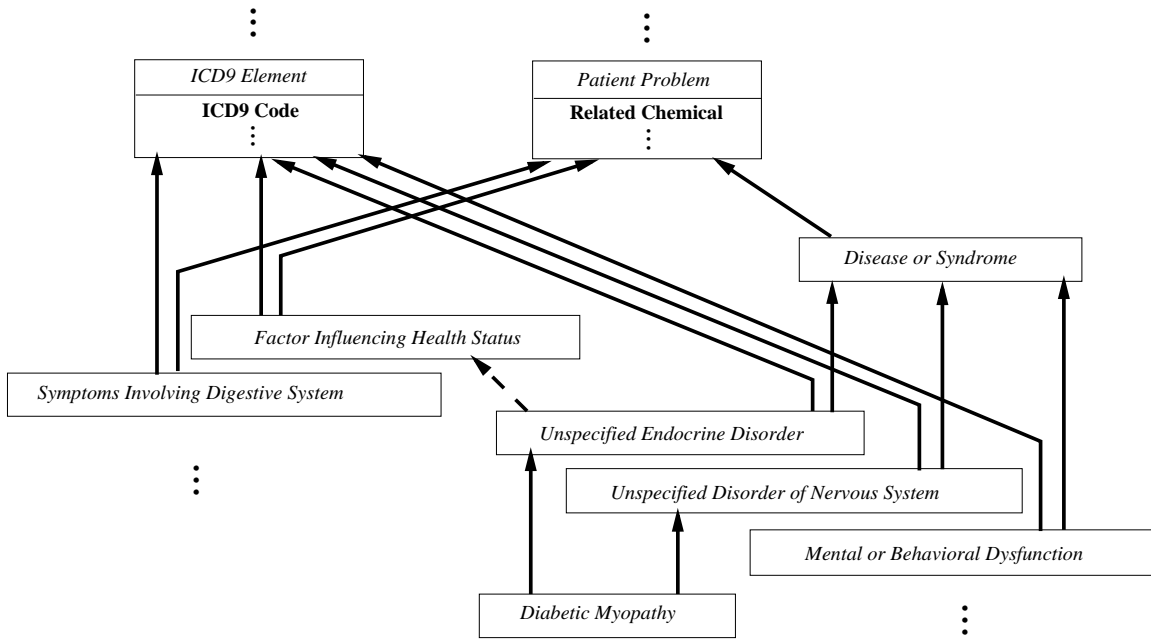 ICD9 Element
ICD9 Code
Patient Problem
Related Chemical
Disease or Syndrome
Factor Influencing Health Status
Symptoms Involving Digestive System
Unspecified Endocrine Disorder
Unspecified Disorder of Nervous System
Mental or Behavioral Dysfunction
Diabetic Myopathy